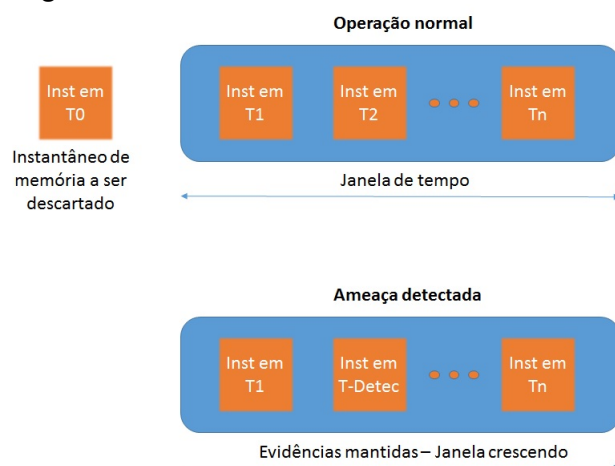 Operação normal
Inst em
T0
Inst em
T1
Inst em
T2
Inst em
Tn
Instantâneo de
memória a ser
descartado
Janela de tempo
Ameaça detectada
Inst em
T1
Inst em
T-Detec
Inst em
Tn
Evidências mantidas – Janela crescendo